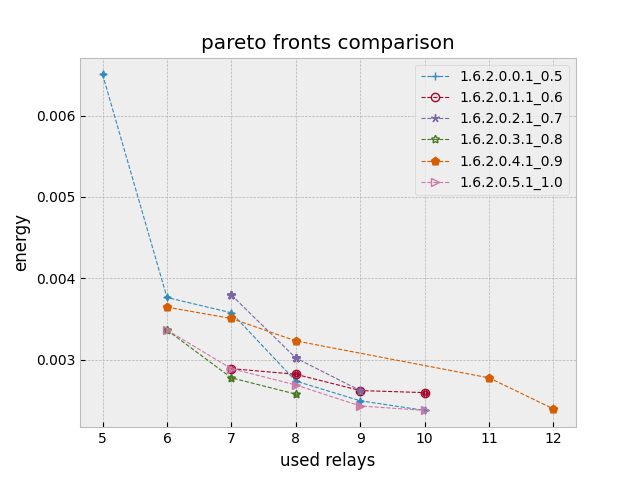 pareto fronts comparison
1.6.2.0.0.1_0.5
1.6.2.0.1.1_0.6
1.6.2.0.2.1_0.7
1.6.2.0.3.1_0.8
1.6.2.0.4.1_0.9
1.6.2.0.5.1_1.0
0.006
0.005
0.004
0.003
energy
5 6 7 8 9 10 11 12
used relays